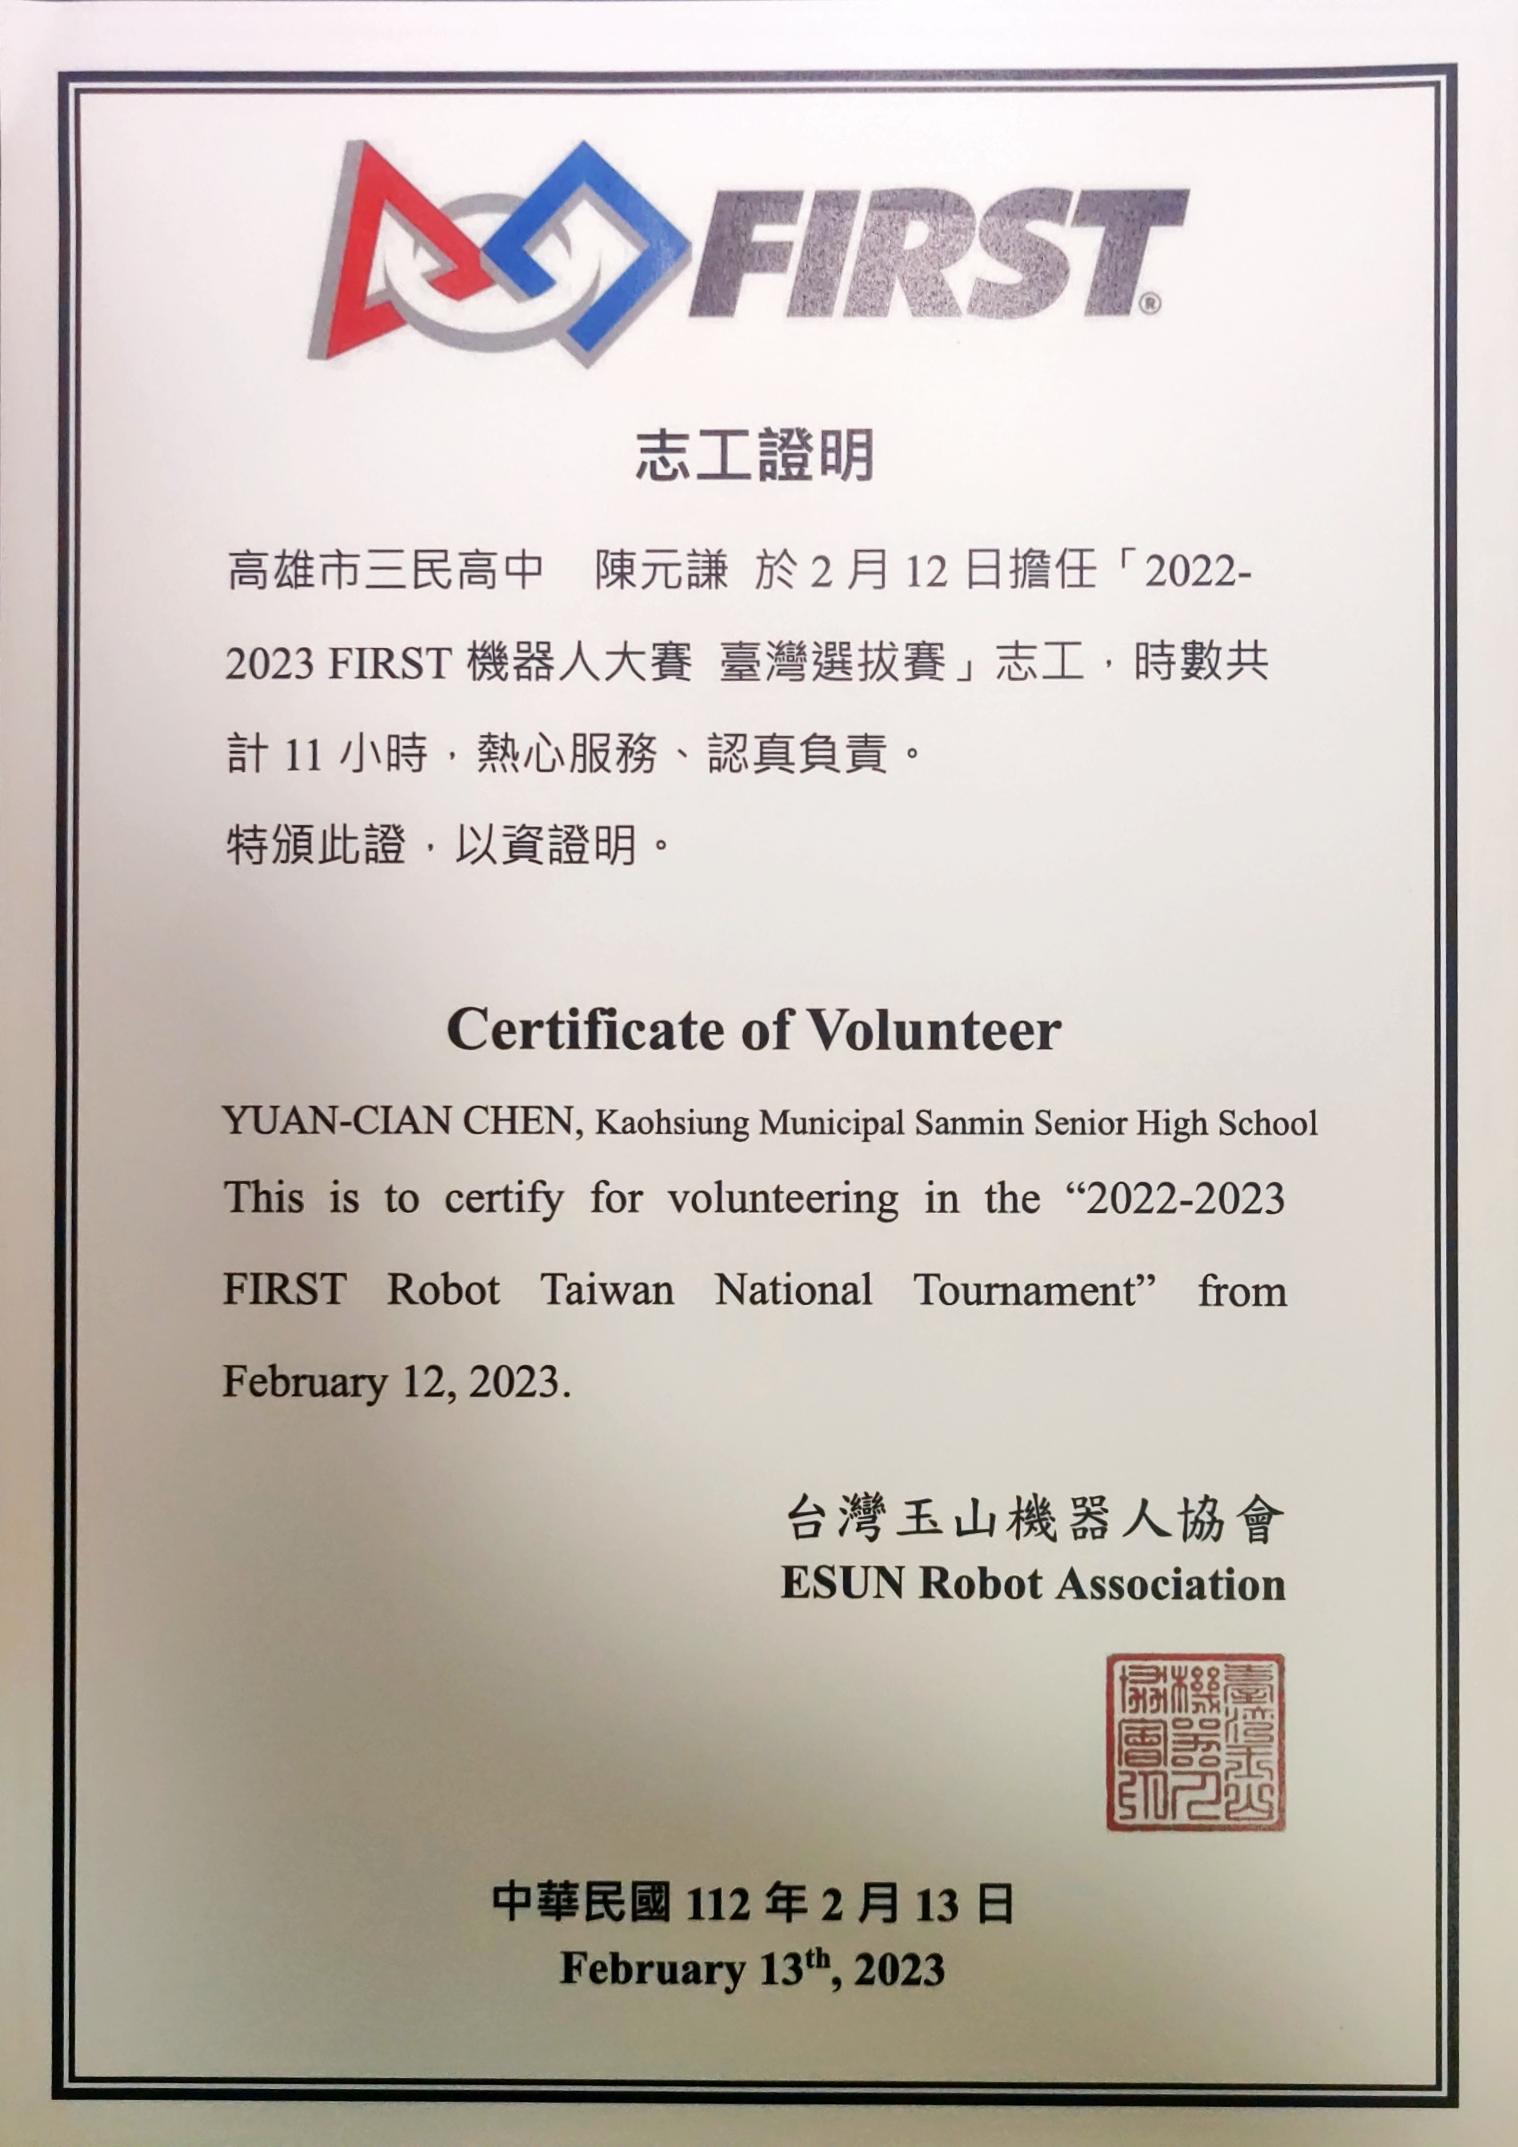 FIRST®
志工證明
高雄市三民高中 陳元謙 於 2 月 12 日擔任「2022-
2023 FIRST 機器人大賽 臺灣選拔賽」志工，時數共
計 11 小時，熱心服務、認真負責。
特頒此證，以資證明。
Certificate of Volunteer
YUAN-CIAN CHEN, Kaohsiung Municipal Sanmin Senior High School
This is to certify for volunteering in the “2022-2023
FIRST Robot Taiwan National Tournament” from
February 12, 2023.
台灣玉山機器人協會
ESUN Robot Association
臺灣玉山
機器人
協會印
中華民國 112 年 2 月 13 日
February 13th, 2023